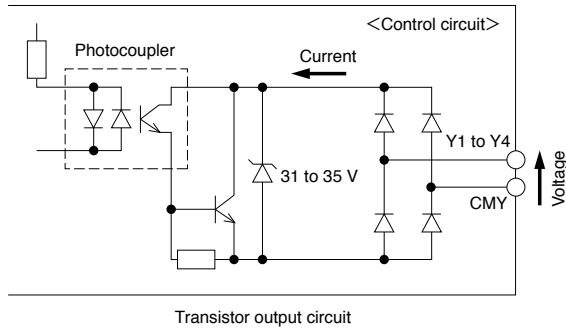 <Control circuit>
Photocoupler
Current
Y1 to Y4
31 to 35 V
CMY
Voltage
Transistor output circuit